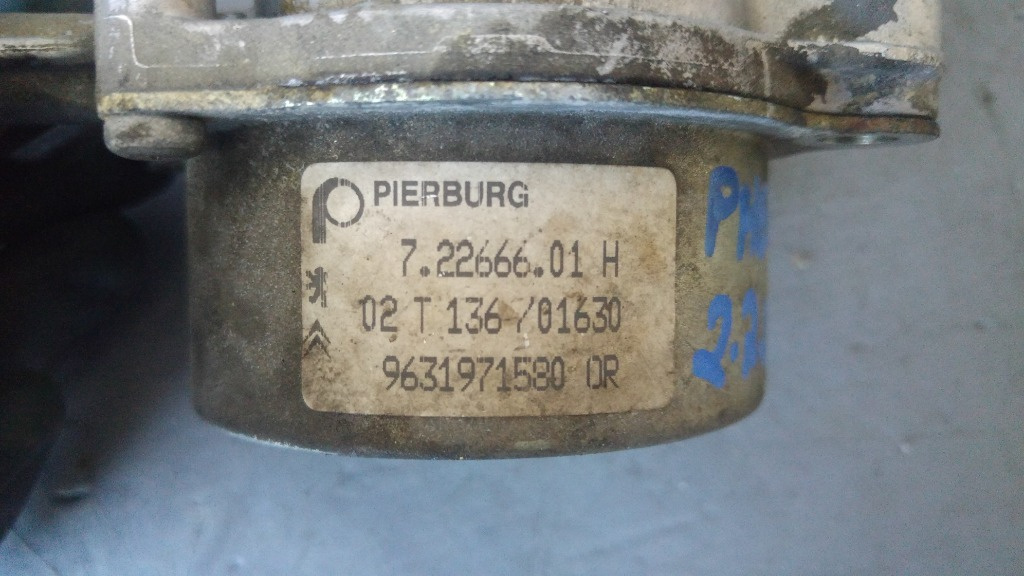 PIERBURG
7.22666.01 H
02 T 136 /01630
9631971580 OR